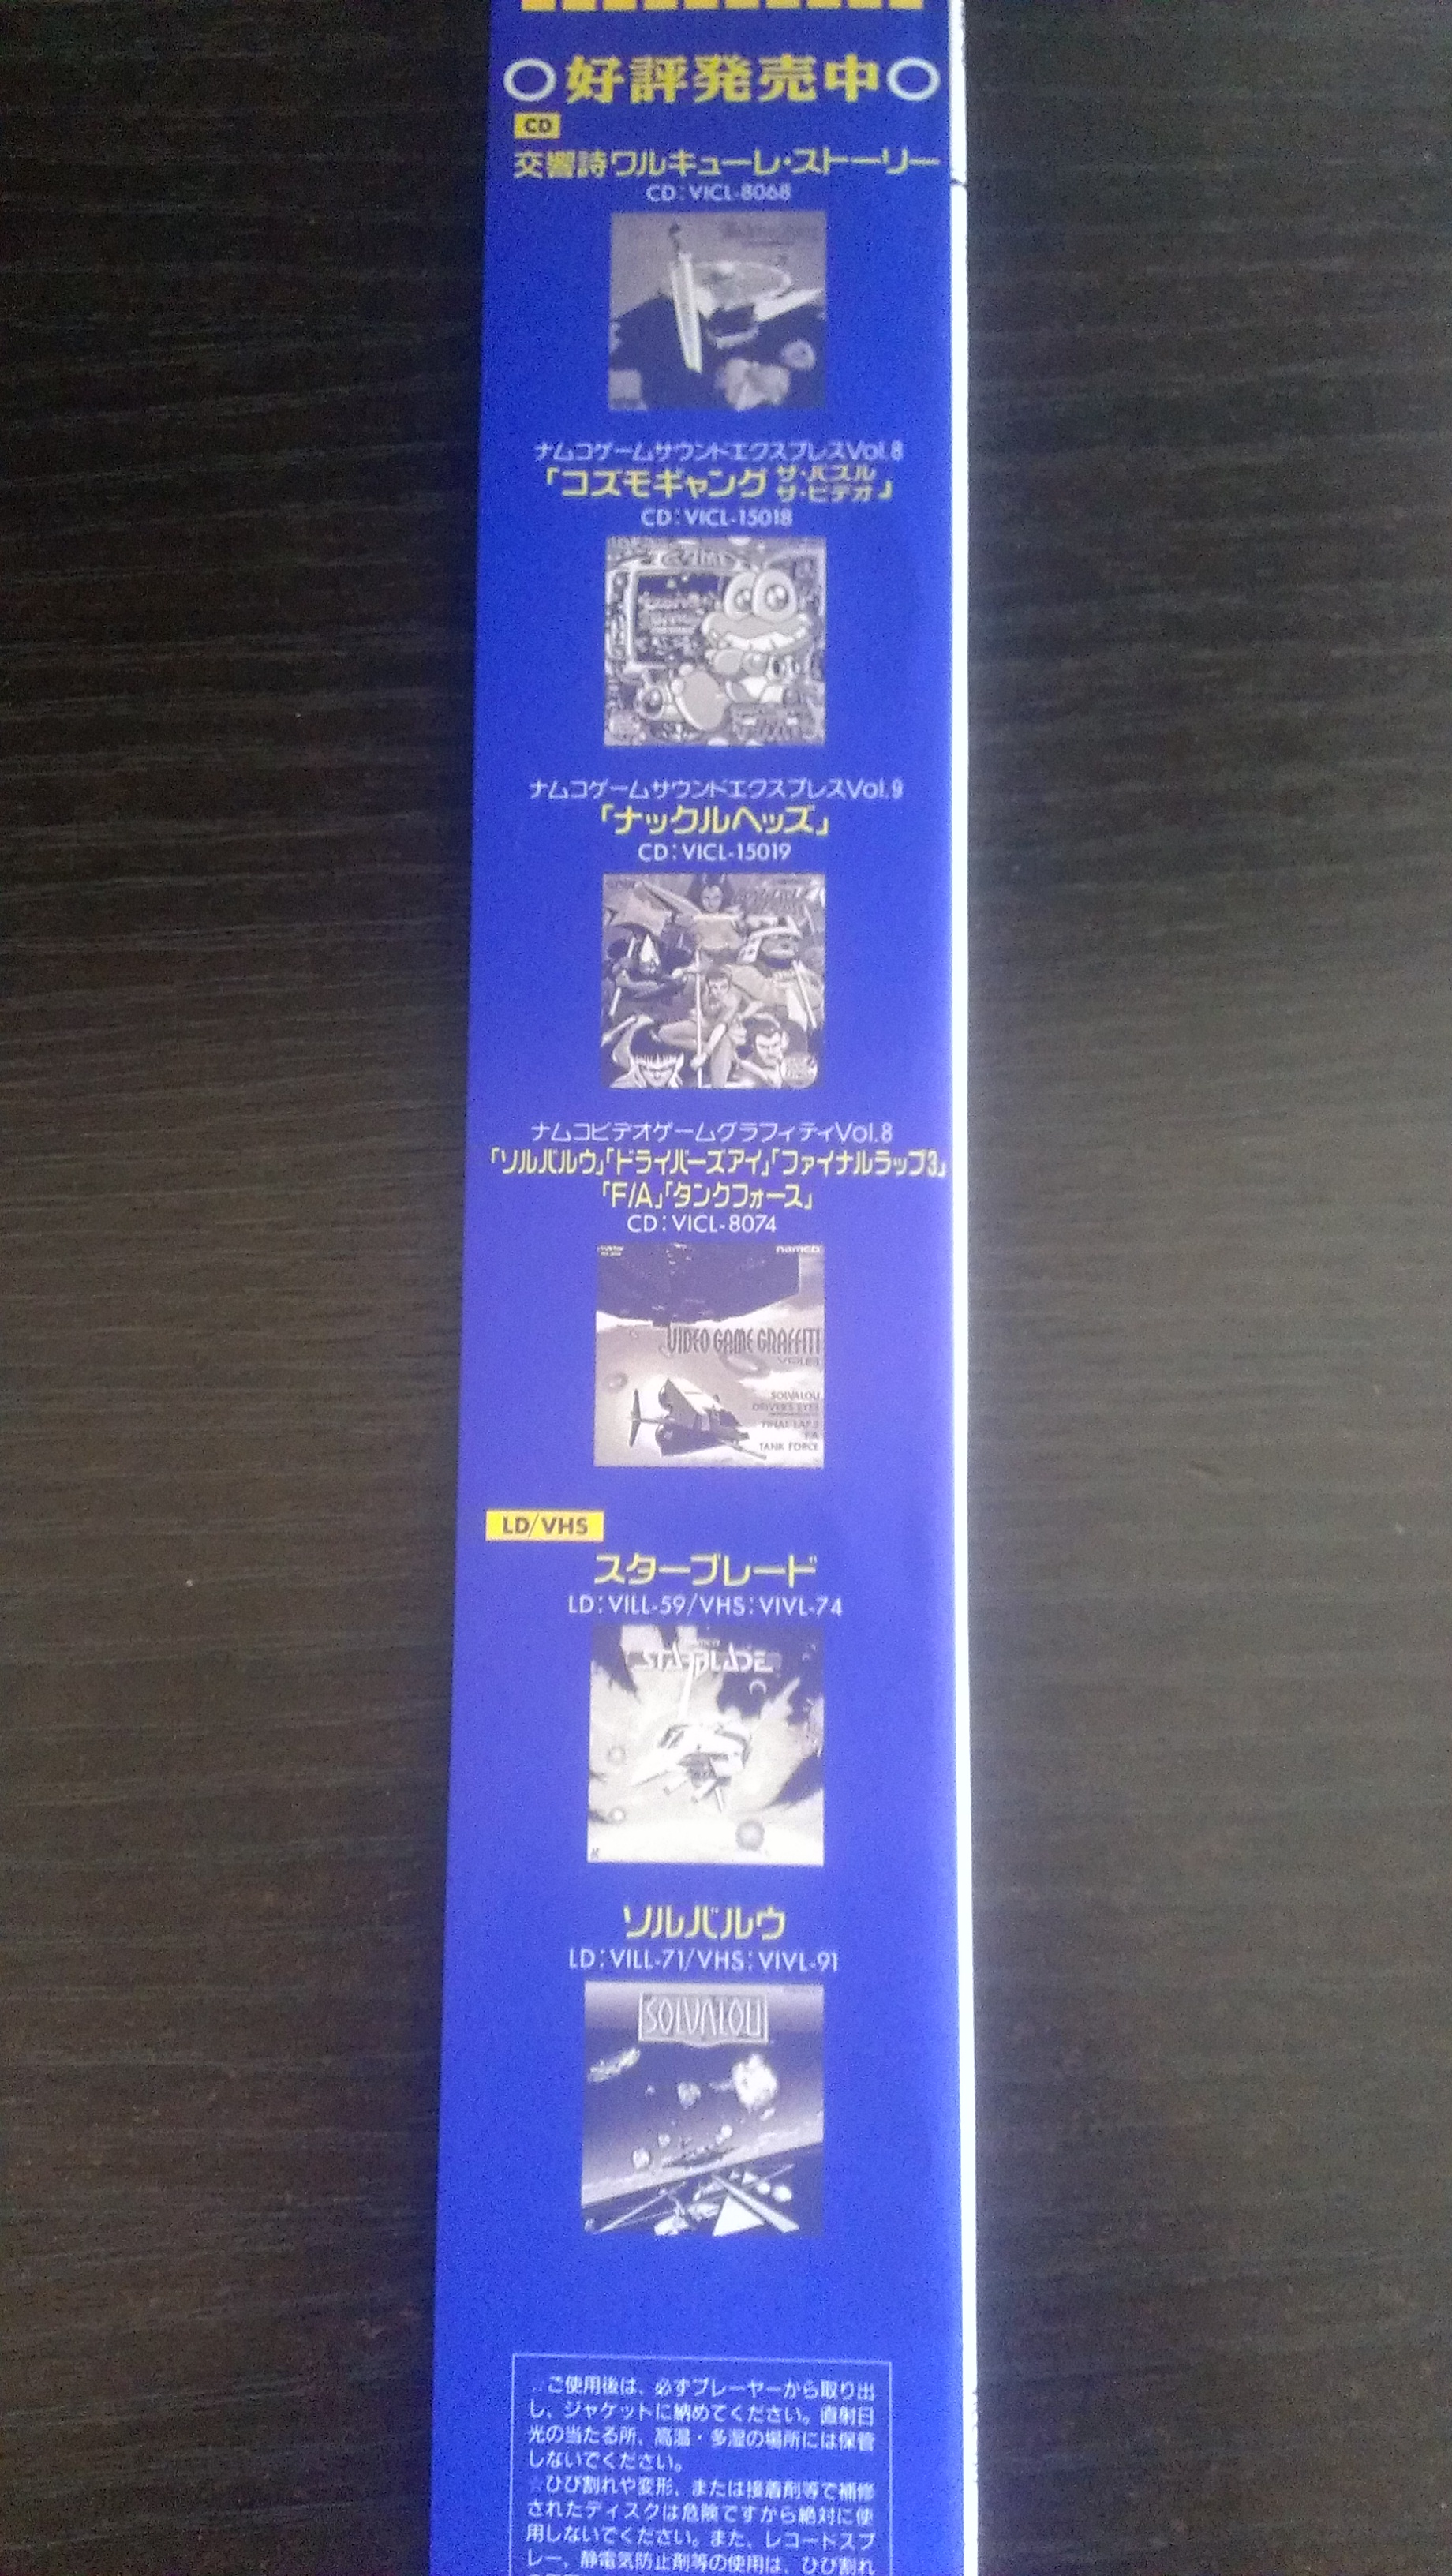 ○好評発売中○
CD
交響詩ワルキューレ・ストーリー
CD：VICL-8068
ナムコゲームサウンドエクスプレスVol.8
「コズモギャング ザ・パズル
ザ・ビデオ」
CD：VICL-15018
ナムコゲームサウンドエクスプレスVol.9
「ナックルヘッズ」
CD：VICL-15019
ナムコビデオゲームグラフィティVol.8
「ソルバルウ」「ドライバーズアイ」「ファイナルラップ3」
「F/A」「タンクフォース」
CD：VICL-8074
namco
VIDEO GAME GRAFFITI
SOLVALOU
DRIVER'S EYES
FINAL LAP 3
F/A
TANK FORCE
LD/VHS
スターブレード
LD：VILL-59/VHS：VIVL-74
STARBLADE
ソルバルウ
LD：VILL-71/VHS：VIVL-91
SOLVALOU
ご使用後は、必ずプレーヤーから取り出
し、ジャケットに納めてください。直射日
光の当たる所、高温・多湿の場所には保管
しないでください。
☆ひび割れや変形、または接着剤等で補修
されたディスクは危険ですから絶対に使
用しないでください。また、レコードスプ
レー、静電気防止剤等の使用は、ひび割れ